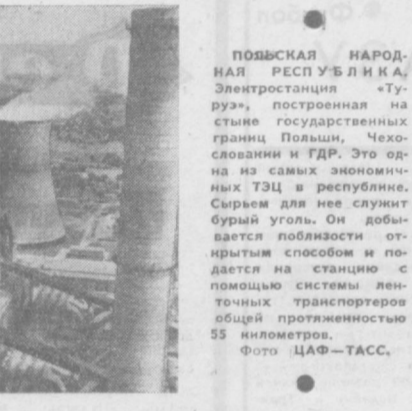 ПОЛЬСКАЯ НАРОД-
НАЯ РЕСПУБЛИКА.
Электростанция «Ту-
руэ», построенная на
стыке государственных
границ Польши, Чехо-
словании и ГДР. Это од-
на из самых экономич-
ных ТЭЦ в республике.
Сырьем для нее служит
бурый уголь. Он добы-
вается поблизости от-
крытым способом и по-
дается на станцию с
помощью системы лен-
точных транспортеров
общей протяженностью
55 километров.
Фото ЦАФ—ТАСС.